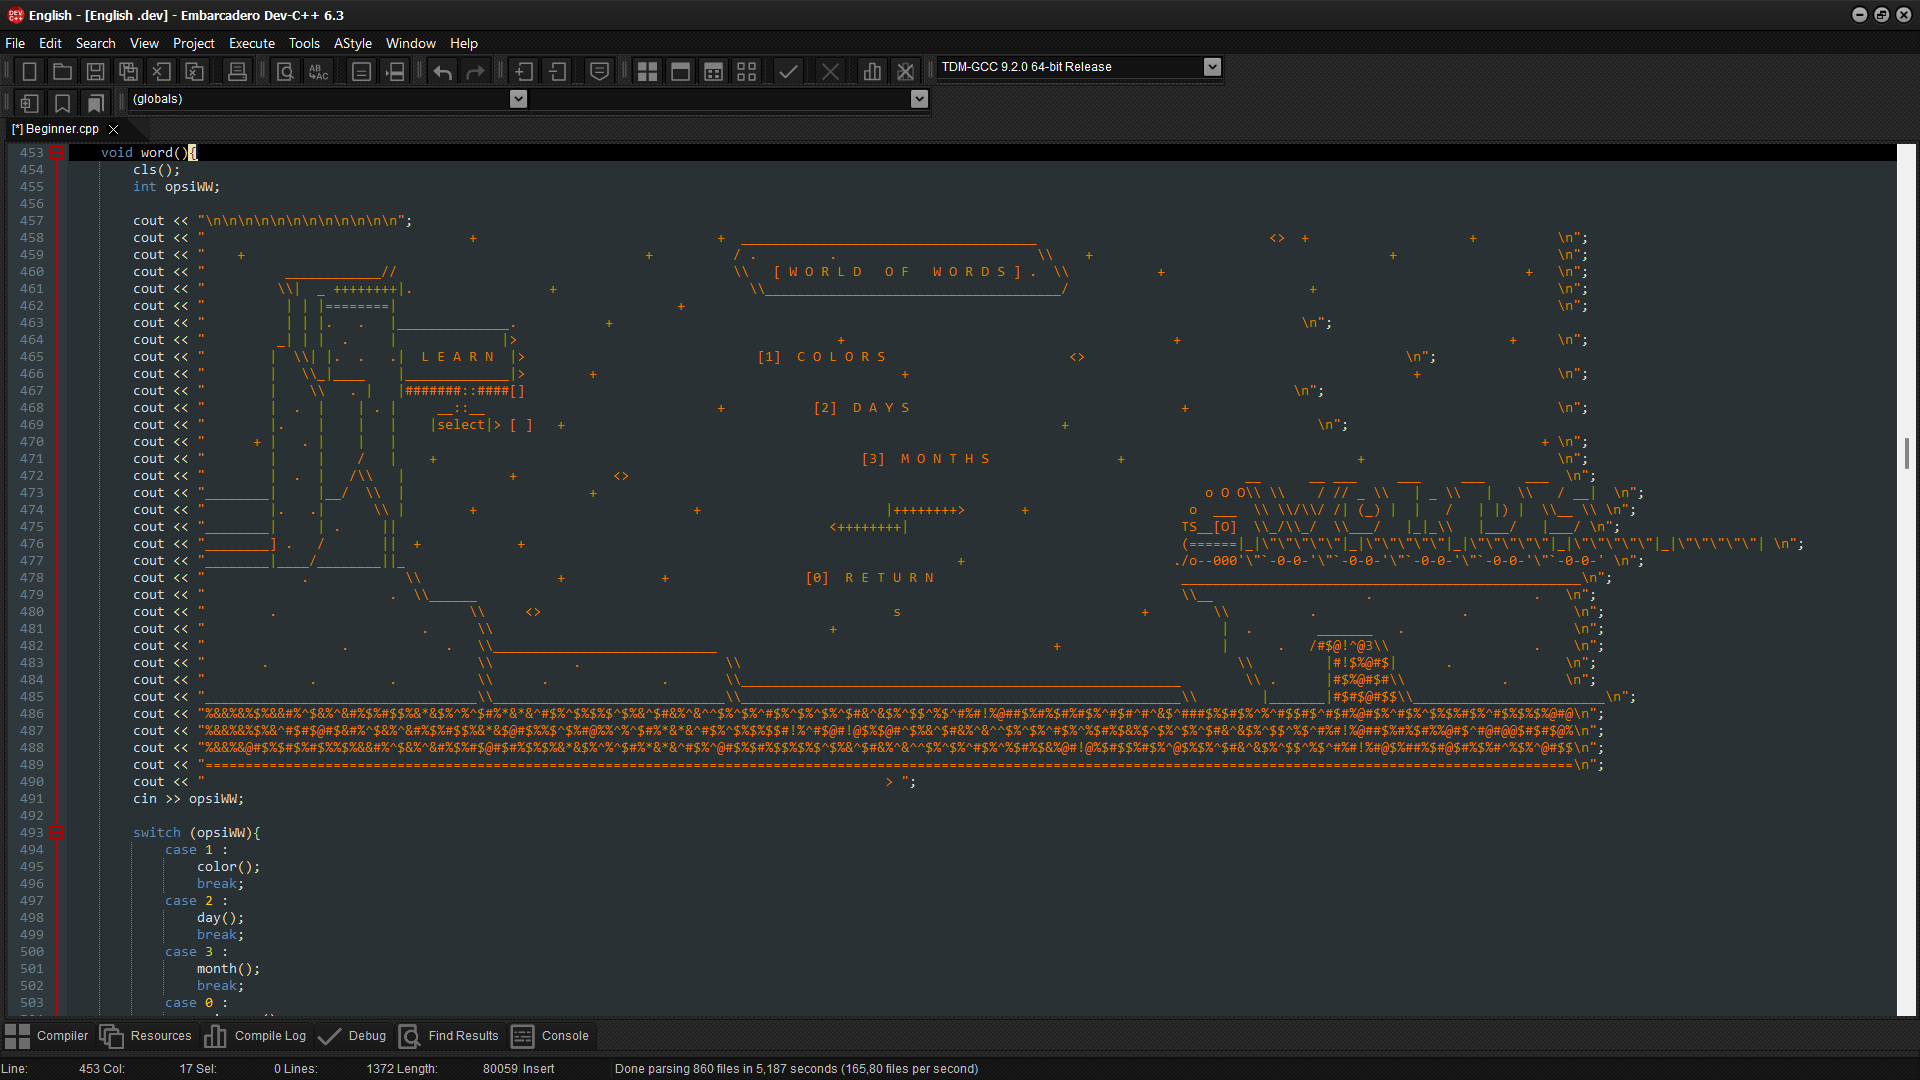 English - [English .dev] - Embarcadero Dev-C++ 6.3
File Edit Search View Project Execute Tools AStyle Window Help
TDM-GCC 9.2.0 64-bit Release
(globals)
[*] Beginner.cpp
453 void word(){
454 cls();
455 int opsiWW;
456
457 cout << "\n\n\n\n\n\n\n\n\n\n\n\n";
458 cout << " + + _____________________________________ <> + + \n";
459 cout << " + + / . . \\ + + \n";
460 cout << " ____________// \\ [ W O R L D O F W O R D S ] . \\ + + \n";
461 cout << " \\| _ ++++++++|. + \\_____________________________________/ + \n";
462 cout << " | | |========| + \n";
463 cout << " | | |. . |______________. + \n";
464 cout << " _| | | . | |> + + + \n";
465 cout << " | \\| |. . .| L E A R N |> [1] C O L O R S <> \n";
466 cout << " | \\_|____ |_____________|> + + + \n";
467 cout << " | \\ . | |#######::####[] \n";
468 cout << " | . | | . | __::__ + [2] D A Y S + \n";
469 cout << " |. | | | |select|> [ ] + + \n";
470 cout << " + | . | | | + \n";
471 cout << " | | / | + [3] M O N T H S + + \n";
472 cout << " | . | /\\ | + <> __ __ ___ ___ ___ ___ \n";
473 cout << "________| |__/ \\ | + o O O\\ \\ / // _ \\ | _ \\ | \\ / __| \n";
474 cout << " |. .| \\ | + + |++++++++> + o ___ \\ \\/\\/ /| (_) | | / | |) | \\__ \\ \n";
475 cout << "________| | . || <++++++++| TS__[O] \\_/\\_/ \\___/ |_|_\\ |___/ |___/ \n";
476 cout << "________] . / || + + (======|_|\"\"\"\"\"|_|\"\"\"\"\"|_|\"\"\"\"\"|_|\"\"\"\"\"|_|\"\"\"\"\"| \n";
477 cout << "________|____/________||_ + ./o--000'\"`-0-0-'\"`-0-0-'\"`-0-0-'\"`-0-0-'\"`-0-0-' \n";
478 cout << " . \\ + + [0] R E T U R N __________________________________________________\n";
479 cout << " . \\______ \\__ . . \n";
480 cout << " . \\ <> s + \\ . . \n";
481 cout << " . \\ + | . _______ . \n";
482 cout << " . . \\____________________________ + | . /#$@!^@3\\ . \n";
483 cout << " . \\ . \\ \\ |#!$%@#$| . \n";
484 cout << " . . \\ . . \\_______________________________________________________ \\ . |#$%@#$#\\ . \n";
485 cout << "__________________________________\\_____________________________\\_______________________________________________________\\ |_______|#$#$@#$$\\________________________\n";
486 cout <<
487 cout <<
488 cout <<
489 cout << "===========================================================================================================================================================================\n";
490 cout << " > ";
491 cin >> opsiWW;
492
493 switch (opsiWW){
494 case 1 :
495 color();
496 break;
497 case 2 :
498 day();
499 break;
500 case 3 :
501 month();
502 break;
503 case 0 :
Compiler Resources Compile Log Debug Find Results Console
Line: 453 Col: 17 Sel: 0 Lines: 1372 Length: 80059 Insert Done parsing 860 files in 5,187 seconds (165,80 files per second)